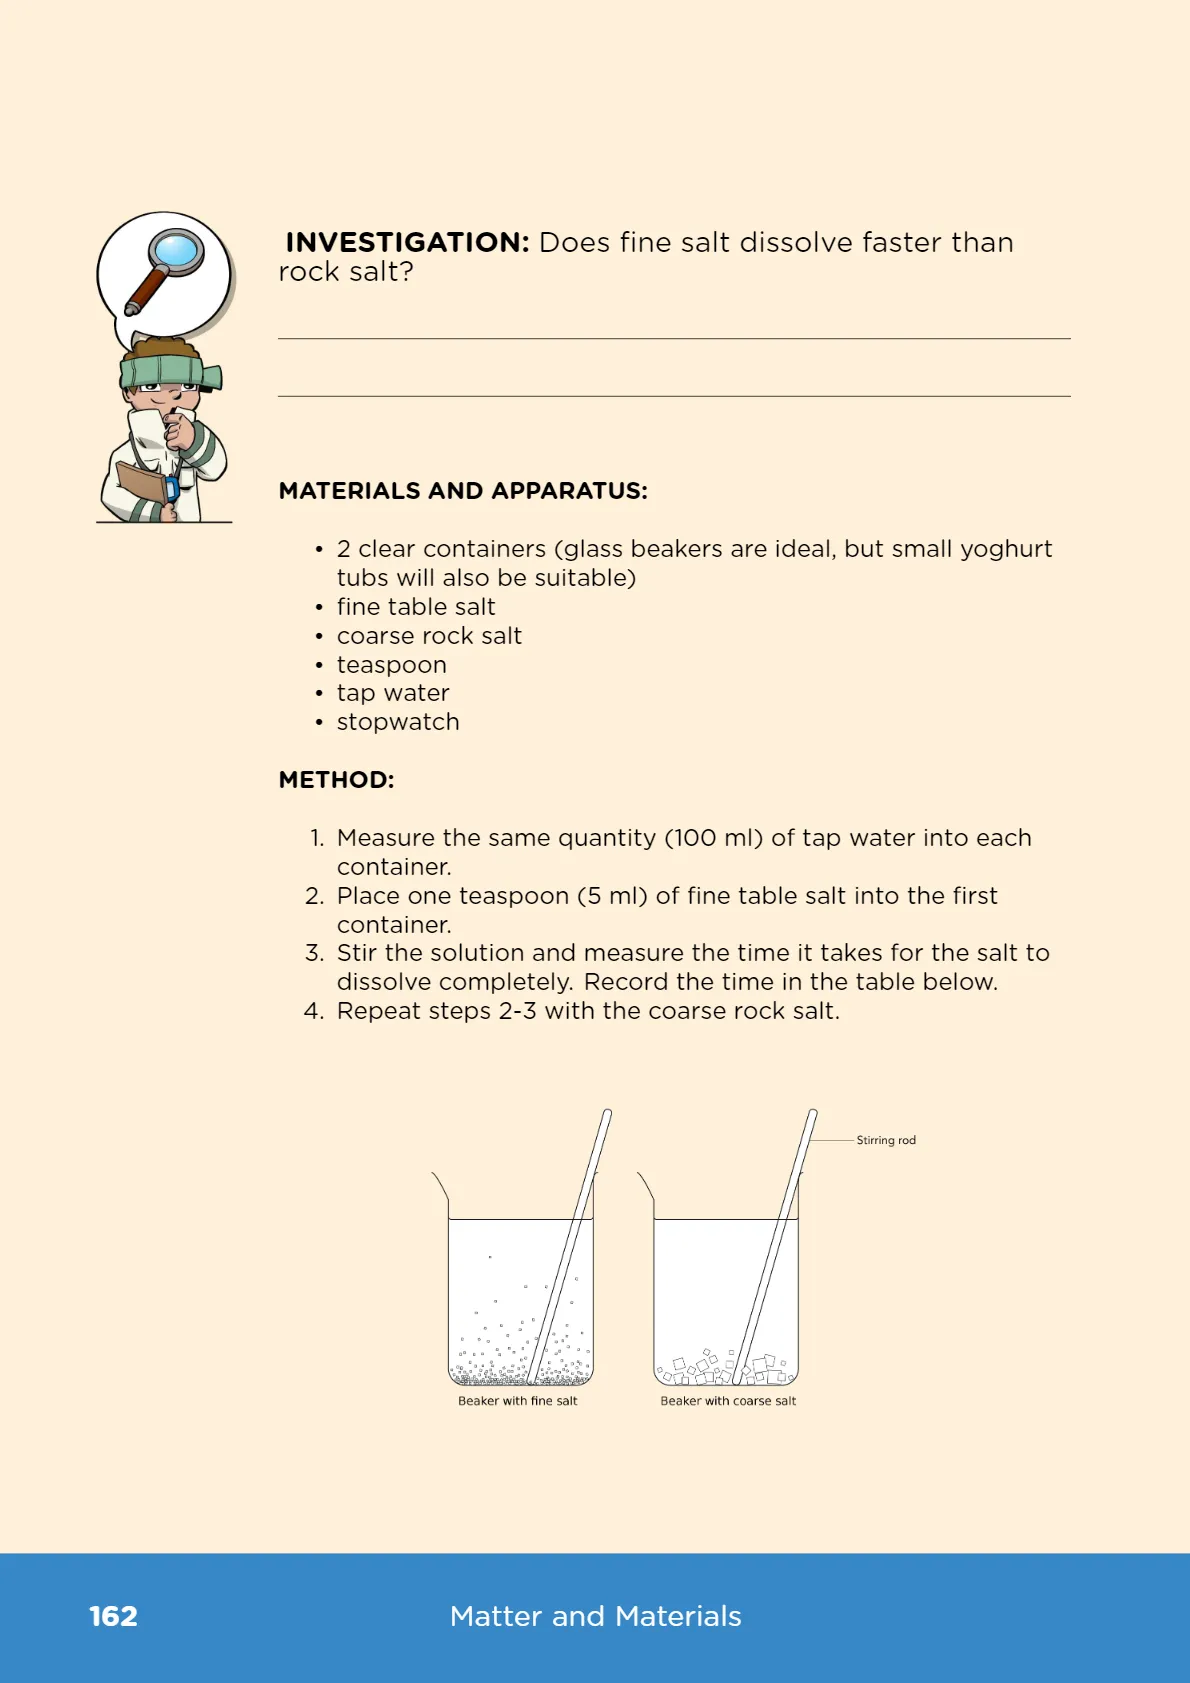 INVESTIGATION: Does fine salt dissolve faster than
rock salt?
MATERIALS AND APPARATUS:
• 2 clear containers (glass beakers are ideal, but small yoghurt
tubs will also be suitable)
• fine table salt
• coarse rock salt
• teaspoon
• tap water
• stopwatch
METHOD:
1. Measure the same quantity (100 ml) of tap water into each
container.
2. Place one teaspoon (5 ml) of fine table salt into the first
container.
3. Stir the solution and measure the time it takes for the salt to
dissolve completely. Record the time in the table below.
4. Repeat steps 2-3 with the coarse rock salt.
Stirring rod
Beaker with fine salt
Beaker with coarse salt
162
Matter and Materials